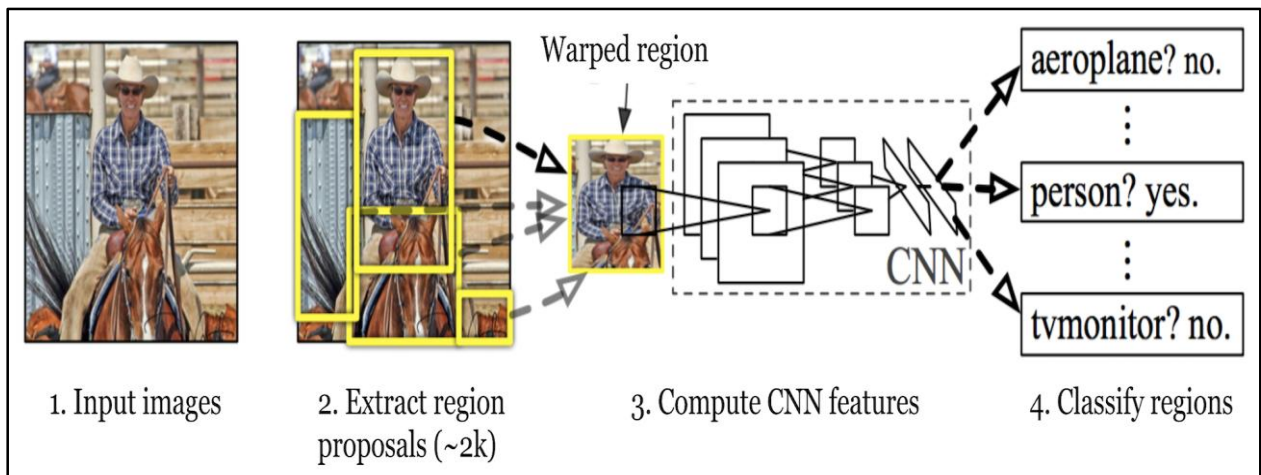 Warped region
aeroplane? no.
person? yes.
CNN
tvmonitor? no.
1. Input images
2. Extract region
proposals (~2k)
3. Compute CNN features
4. Classify regions